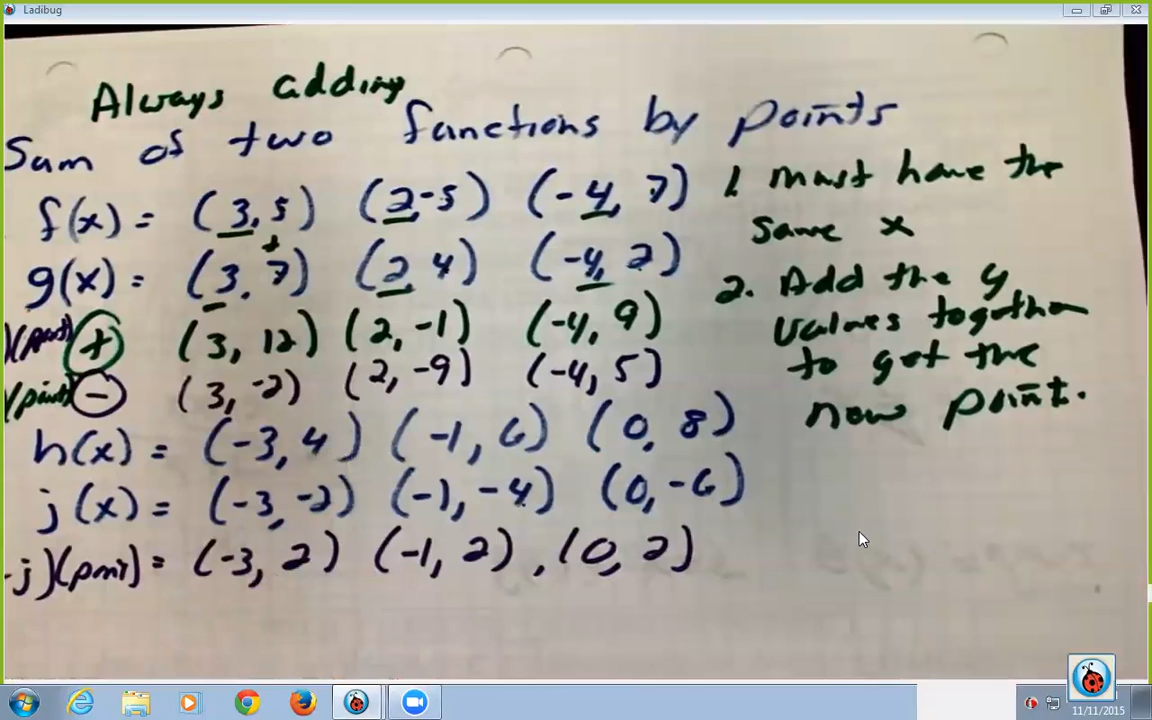 Ladibug
Always adding
Sum of two functions by points
f(x) = (3, 5) (2, -5) (-4, 7)
g(x) = (3, 7) (2, 4) (-4, 2)
+ (3, 12) (2, -1) (-4, 9)
)(point) - (3, -2) (2, -9) (-4, 5)
h(x) = (-3, 4) (-1, 6) (0, 8)
j(x) = (-3, -2) (-1, -4) (0, -6)
j)(point) = (-3, 2) (-1, 2), (0, 2)
1. must have the
same x
2. Add the y
values together
to get the
new point.
11/11/2015